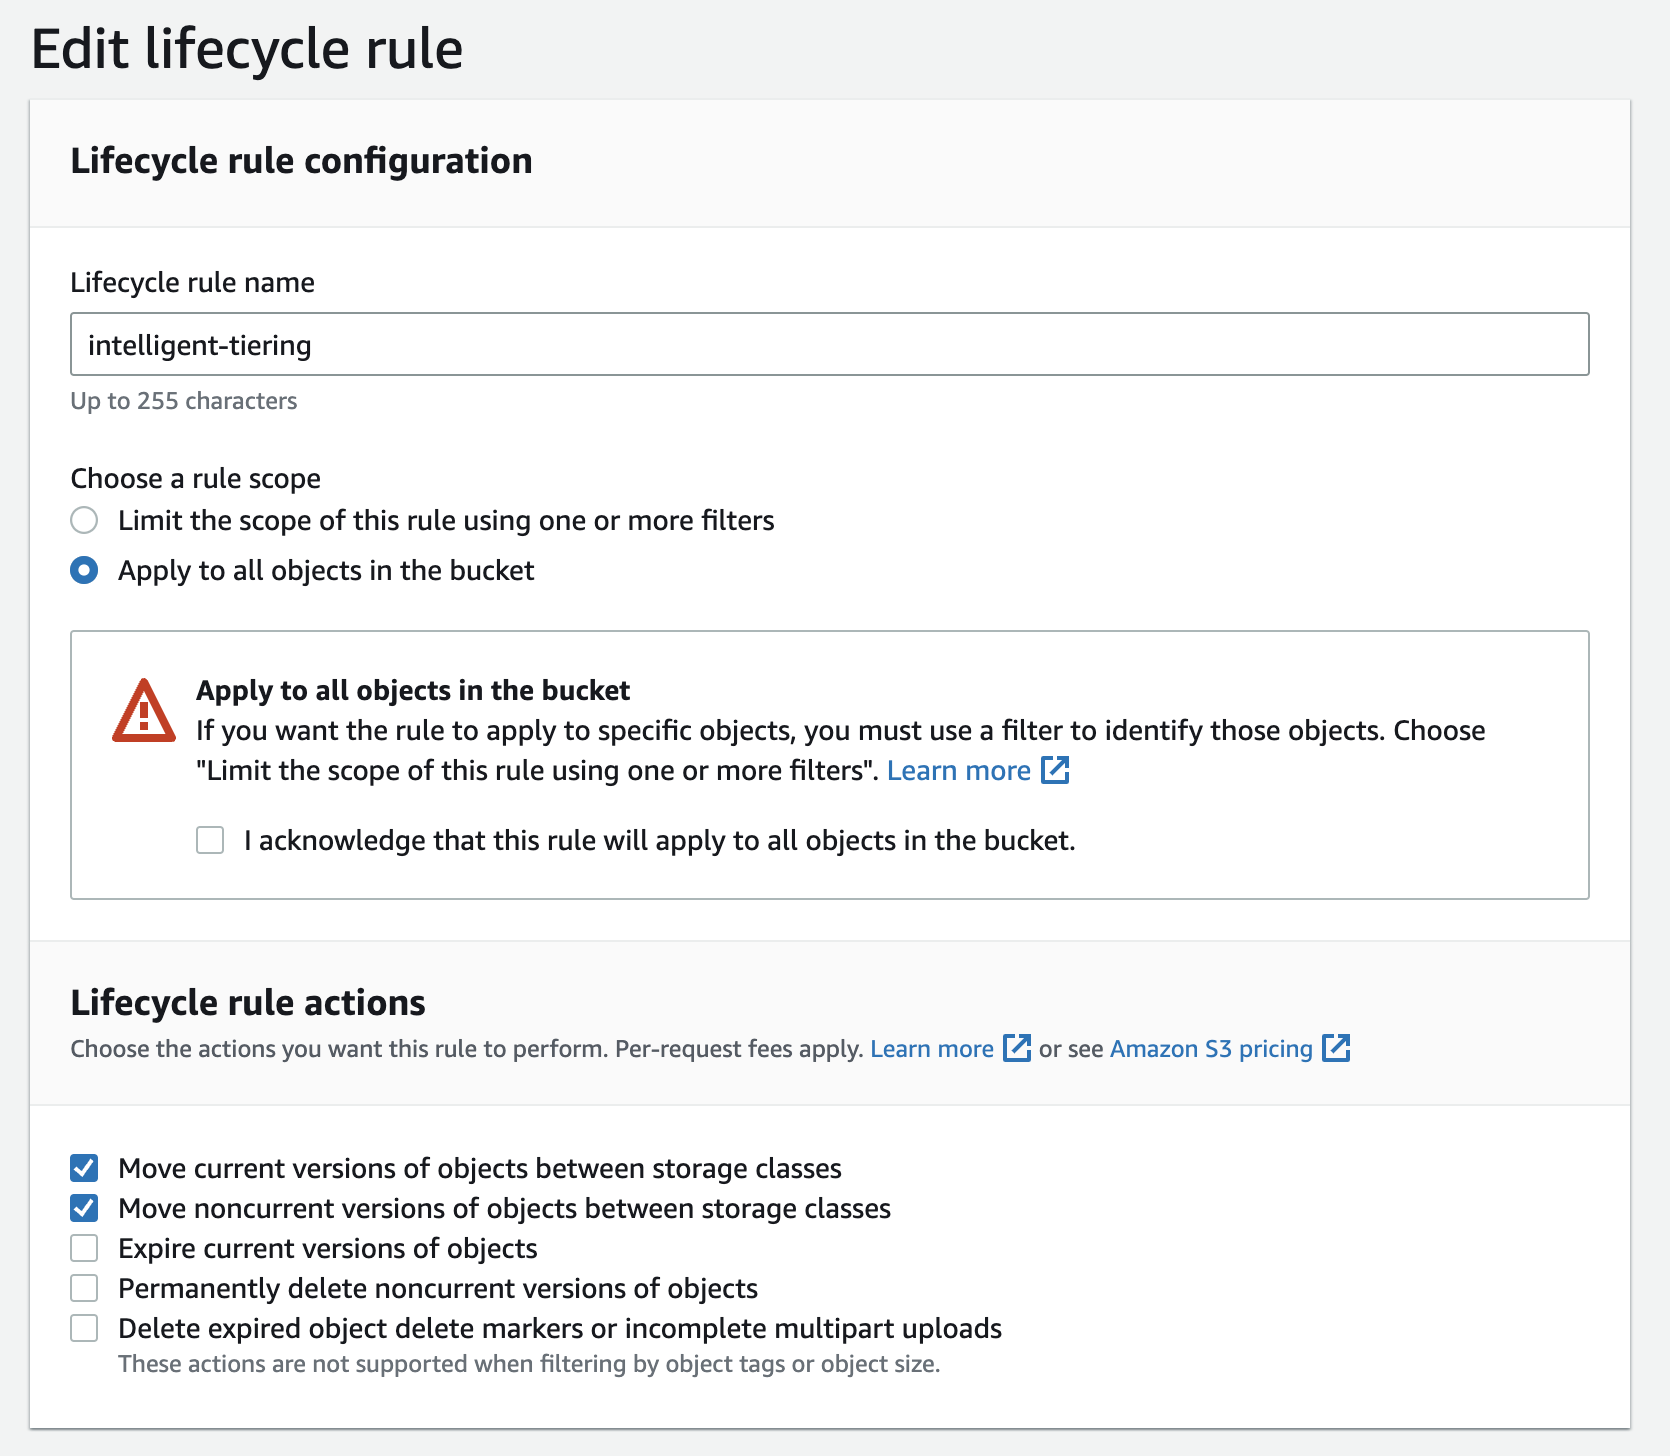 Edit lifecycle rule
Lifecycle rule configuration
Lifecycle rule name
intelligent-tiering
Up to 255 characters
Choose a rule scope
Limit the scope of this rule using one or more filters
Apply to all objects in the bucket
Apply to all objects in the bucket
If you want the rule to apply to specific objects, you must use a filter to identify those objects. Choose
"Limit the scope of this rule using one or more filters". Learn more
I acknowledge that this rule will apply to all objects in the bucket.
Lifecycle rule actions
Choose the actions you want this rule to perform. Per-request fees apply. Learn more or see Amazon S3 pricing
Move current versions of objects between storage classes
Move noncurrent versions of objects between storage classes
Expire current versions of objects
Permanently delete noncurrent versions of objects
Delete expired object delete markers or incomplete multipart uploads
These actions are not supported when filtering by object tags or object size.